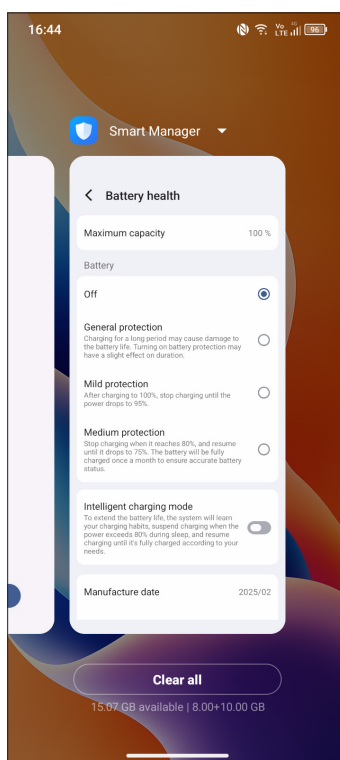 16:44
Vo LTE 4G 96
Smart Manager
Battery health
Maximum capacity 100 %
Battery
Off
General protection
Charging for a long period may cause damage to
the battery life. Turning on battery protection may
have a slight effect on duration.
Mild protection
After charging to 100%, stop charging until the
power drops to 95%.
Medium protection
Stop charging when it reaches 80%, and resume
until it drops to 75%. The battery will be fully
charged once a month to ensure accurate battery
status.
Intelligent charging mode
To extend the battery life, the system will learn
your charging habits, suspend charging when the
power exceeds 80% during sleep, and resume
charging until it's fully charged according to your
needs.
Manufacture date 2025/02
Clear all
15.07 GB available | 8.00+10.00 GB